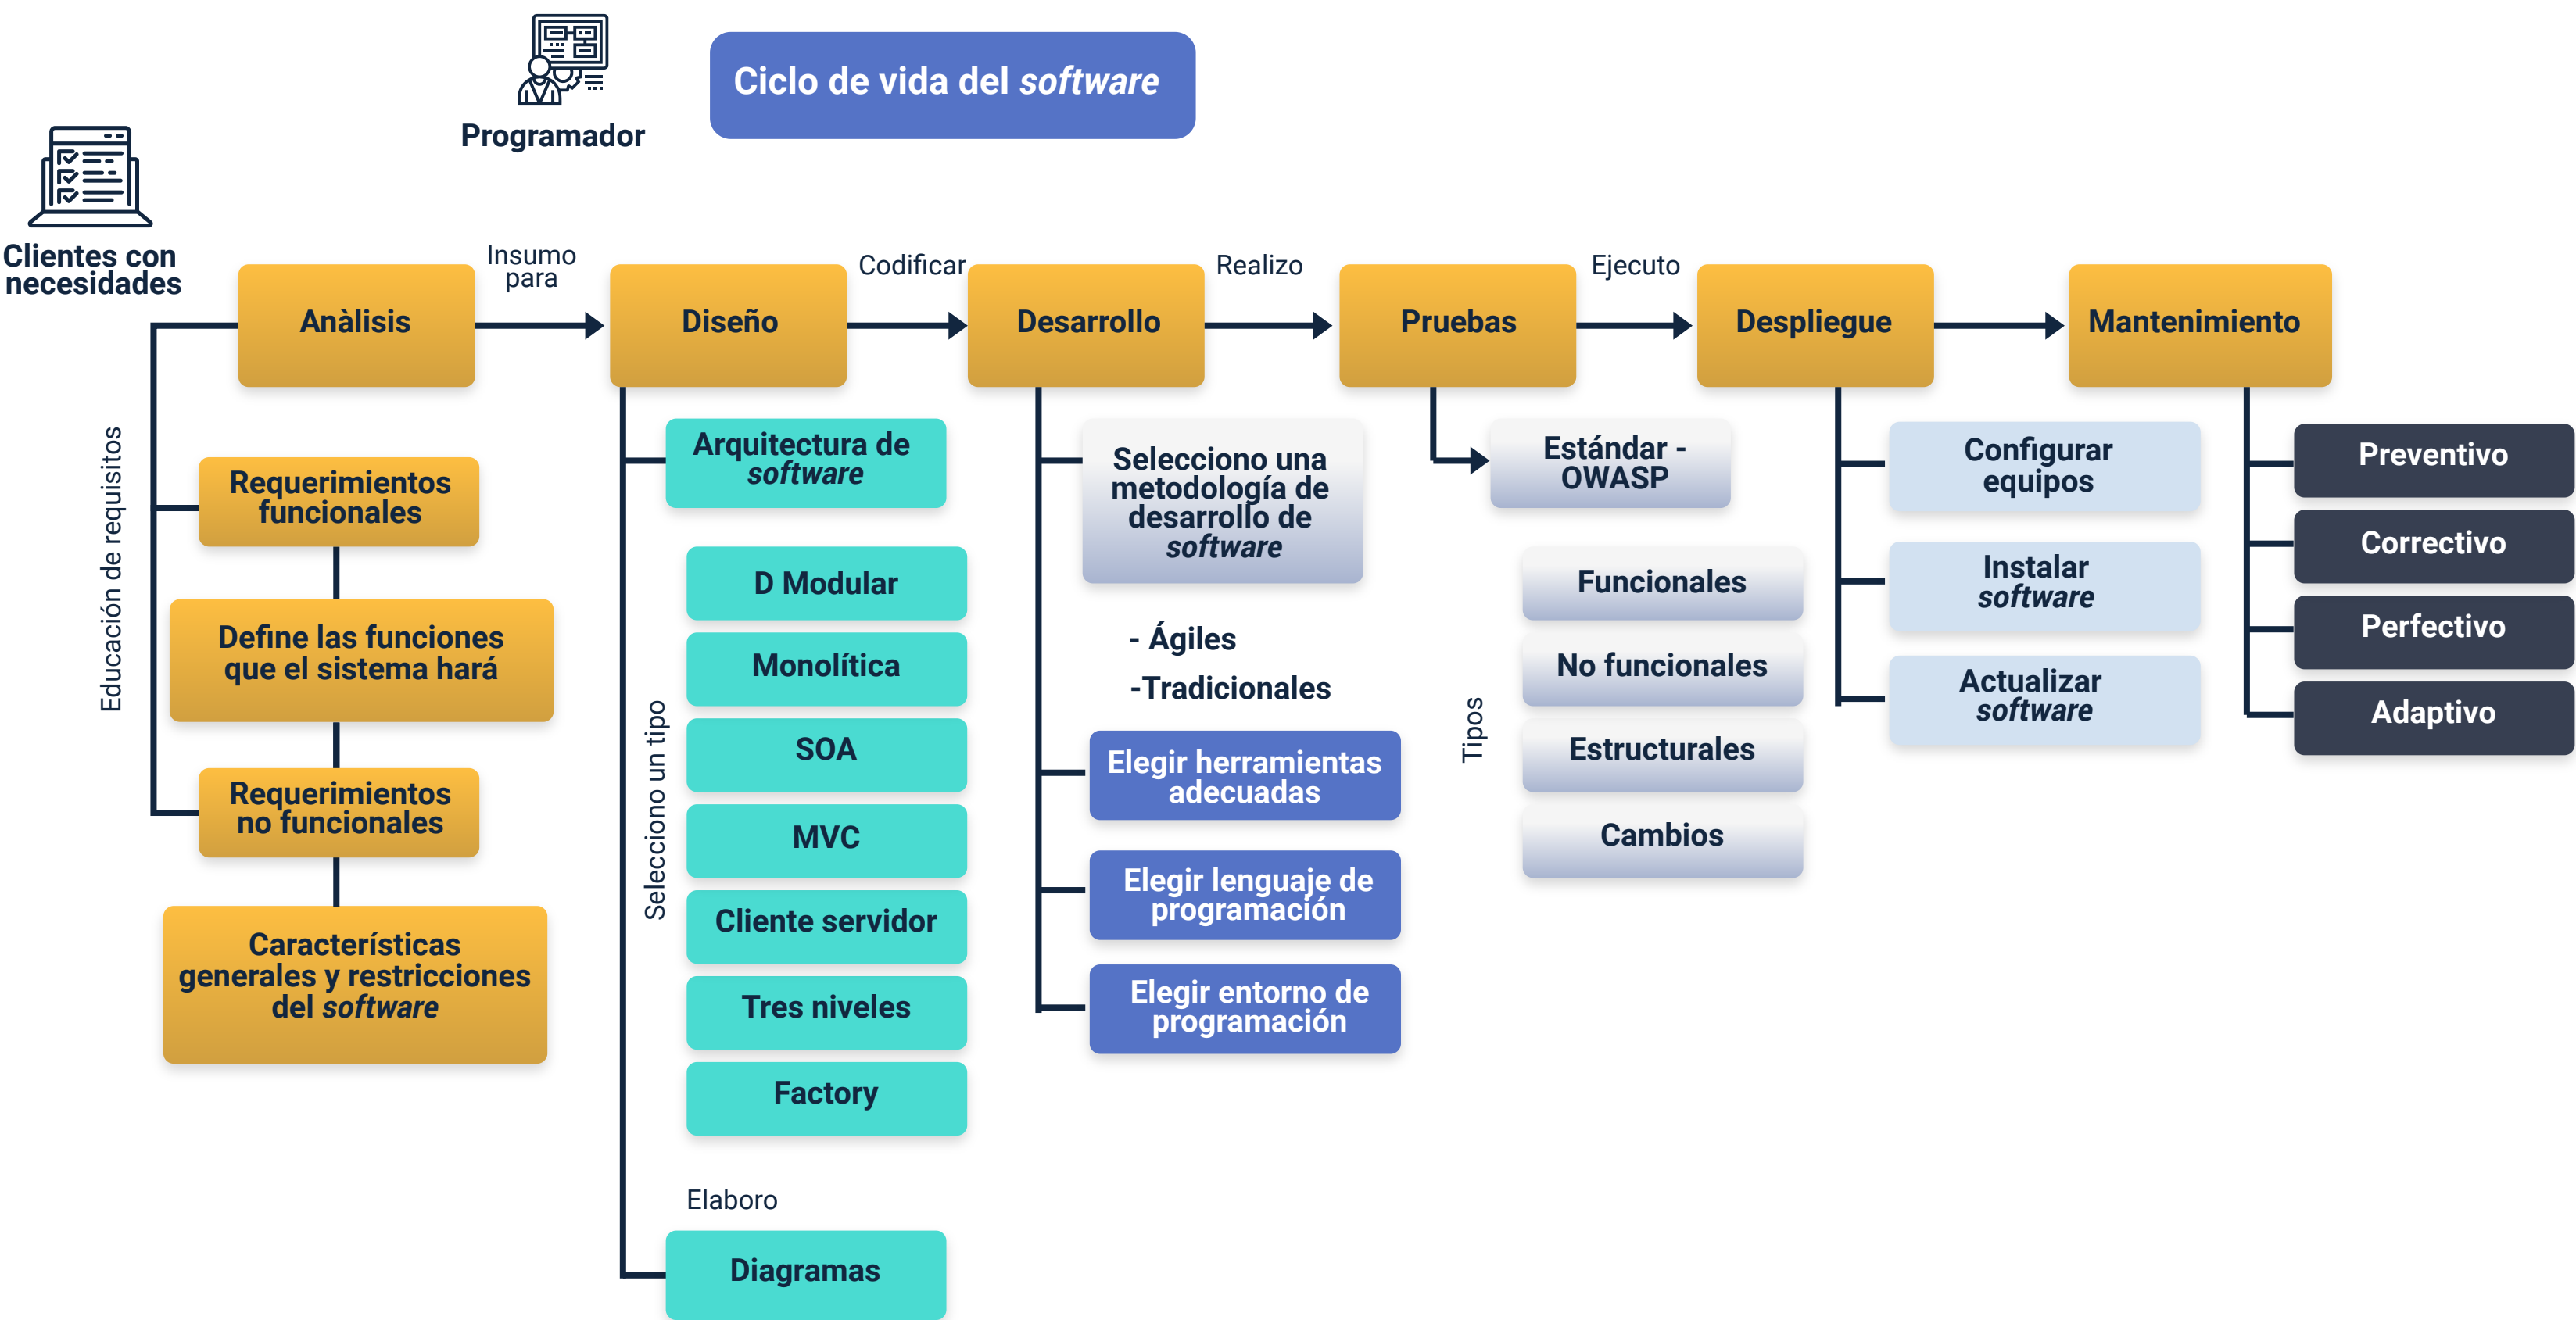 Programador
Ciclo de vida del software
Clientes con
necesidades
Anàlisis
Insumo
para
Diseño
Codificar
Desarrollo
Realizo
Pruebas
Ejecuto
Despliegue
Mantenimiento
Educación de requisitos
Requerimientos
funcionales
Define las funciones
que el sistema hará
Requerimientos
no funcionales
Características
generales y restricciones
del software
Arquitectura de
software
Selecciono un tipo
D Modular
Monolítica
SOA
MVC
Cliente servidor
Tres niveles
Factory
Elaboro
Diagramas
Selecciono una
metodología de
desarrollo de
software
- Ágiles
-Tradicionales
Elegir herramientas
adecuadas
Elegir lenguaje de
programación
Elegir entorno de
programación
Estándar -
OWASP
Tipos
Funcionales
No funcionales
Estructurales
Cambios
Configurar
equipos
Instalar
software
Actualizar
software
Preventivo
Correctivo
Perfectivo
Adaptivo